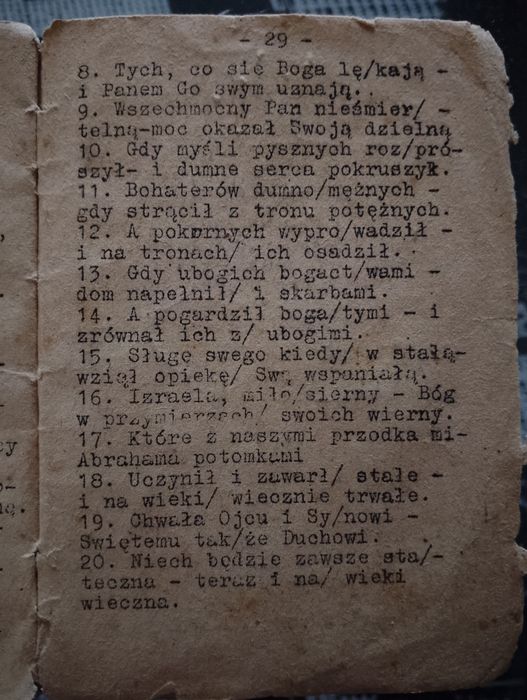 - 29 -
8. Tych, co się Boga lę/kają -
i Panem Go swym uznają..
9. Wszechmocny Pan nieśmier/ -
telną-moc okazał Swoją dzielną
10. Gdy myśli pysznych roz/pró-
szył- i dumne serca pokruszył.
11. Bohaterów dumno/mężnych -
gdy strącił z tronu potężnych.
12. A pokornych wypro/wadził -
i na tronach/ ich osadził.
13. Gdy ubogich bogact/wami -
dom napełnił/ i skarbami.
14. A pogardził boga/tymi - i
zrównał ich z/ ubogimi.
15. Sługę swego kiedy/ w stałą-
wziął opiekę/ Swą wspaniałą.
16. Izraela, miło/sierny - Bóg
w przymierzach/ swoich wierny.
17. Które z naszymi przodka mi-
Abrahama potomkami
18. Uczynił i zawarł/ stałe -
i na wieki/ wiecznie trwałe.
19. Chwała Ojcu i Sy/nowi -
Świętemu tak/że Duchowi.
20. Niech będzie zawsze sta/-
teczna - teraz i na/ wieki
wieczna.